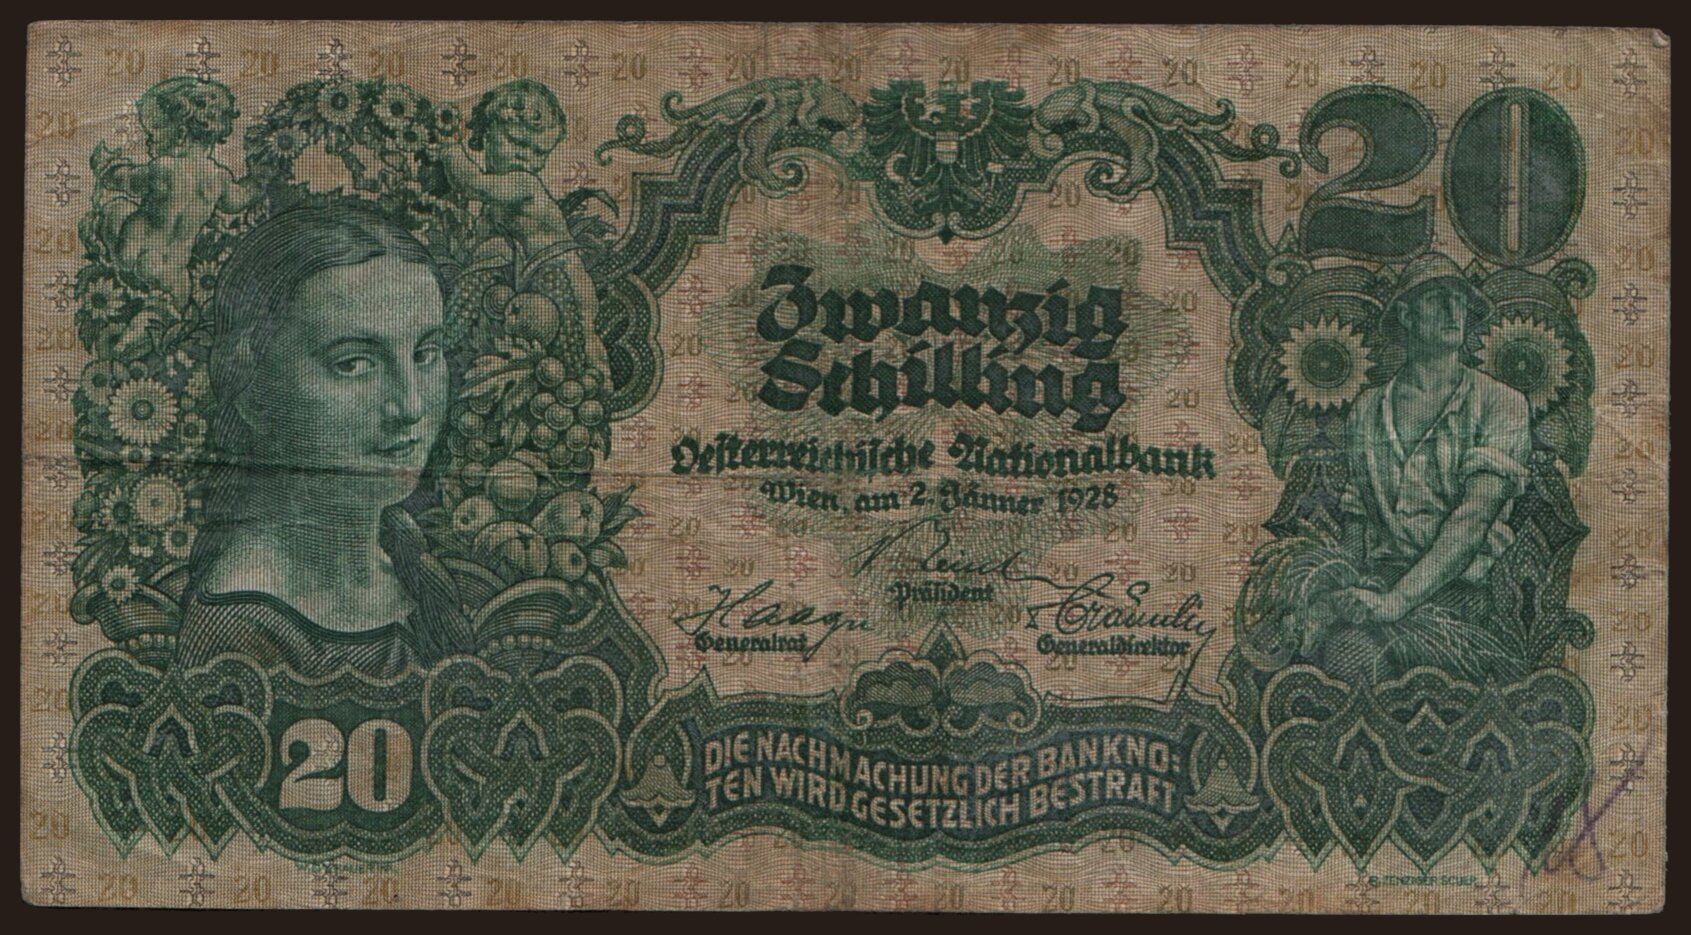 20
Zwanzig
Schilling
Oesterreichische Nationalbank
Wien, am 2. Jänner 1928
Präsident
Generalrat
Generaldirektor
20
DIE NACHMACHUNG DER BANKNO=
TEN WIRD GESETZLICH BESTRAFT